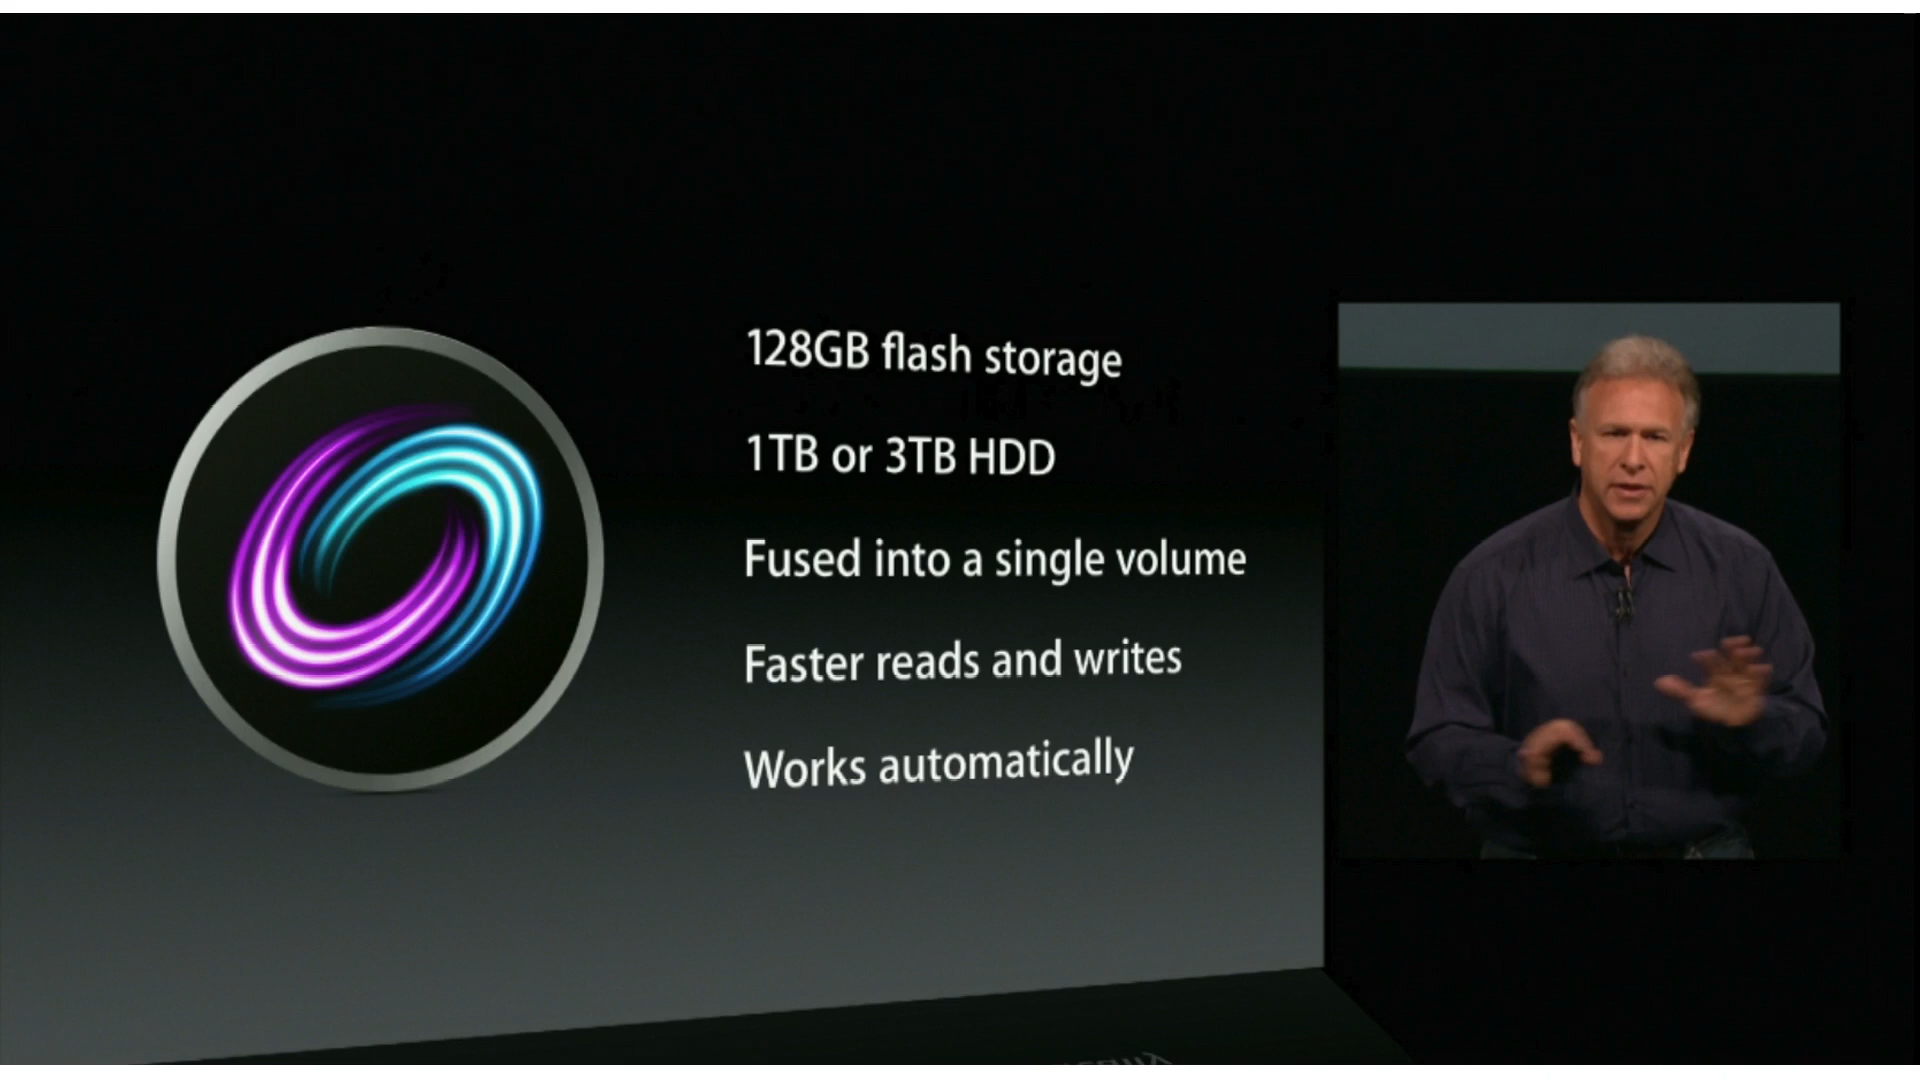 128GB flash storage
1TB or 3TB HDD
Fused into a single volume
Faster reads and writes
Works automatically